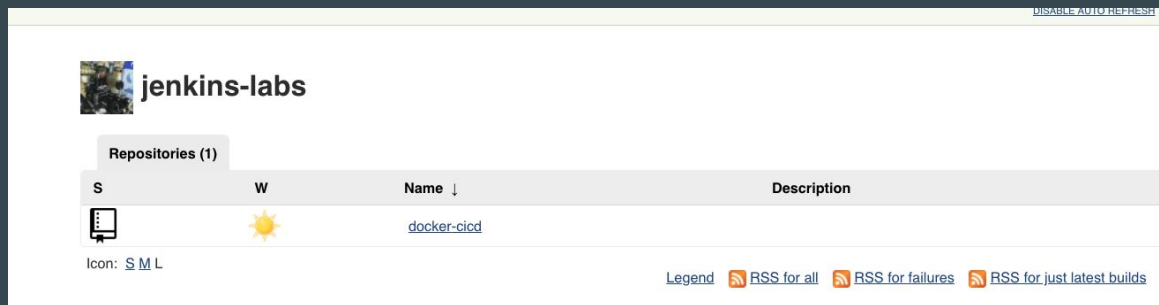 DISABLE AUTO REFRESH
jenkins-labs
Repositories (1)
S W Name ↓ Description
docker-cicd
Icon: S M L
Legend RSS for all RSS for failures RSS for just latest builds